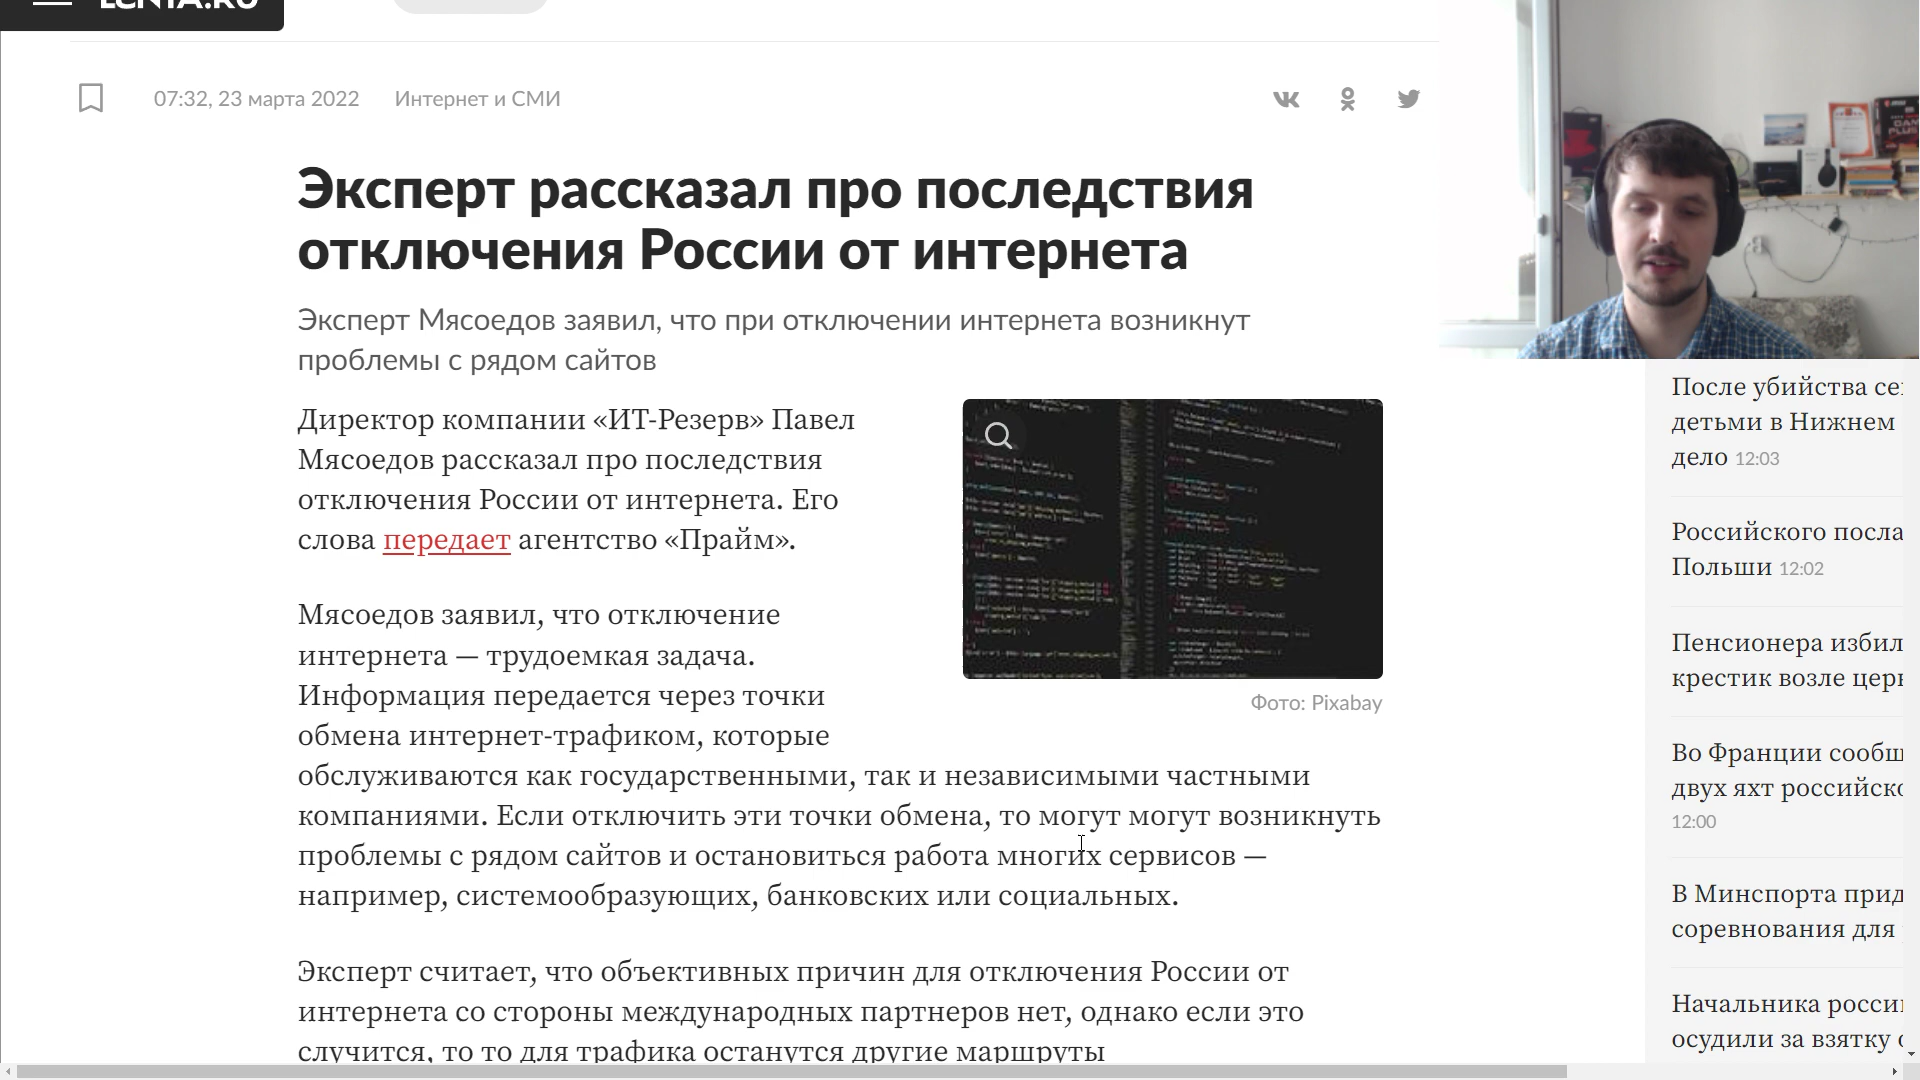 LENTA.RU
07:32, 23 марта 2022 Интернет и СМИ
Эксперт рассказал про последствия
отключения России от интернета
Эксперт Мясоедов заявил, что при отключении интернета возникнут
проблемы с рядом сайтов
Директор компании «ИТ-Резерв» Павел
Мясоедов рассказал про последствия
отключения России от интернета. Его
слова передает агентство «Прайм».
Мясоедов заявил, что отключение
интернета — трудоемкая задача.
Информация передается через точки
обмена интернет-трафиком, которые
обслуживаются как государственными, так и независимыми частными
компаниями. Если отключить эти точки обмена, то могут могут возникнуть
проблемы с рядом сайтов и остановиться работа многих сервисов —
например, системообразующих, банковских или социальных.
Эксперт считает, что объективных причин для отключения России от
интернета со стороны международных партнеров нет, однако если это
случится, то то для трафика останутся другие маршруты
Фото: Pixabay
После убийства се
детьми в Нижнем
дело 12:03
Российского посла
Польши 12:02
Пенсионера избил
крестик возле церк
Во Франции сообщ
двух яхт российско
12:00
В Минспорта прид
соревнования для
Начальника росси
осудили за взятку